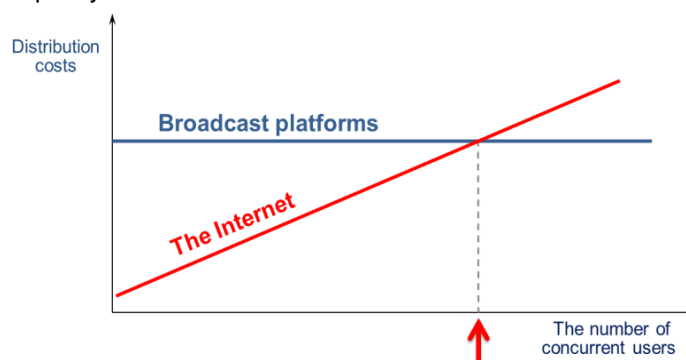 Distribution
costs
Broadcast platforms
The Internet
The number of
concurrent users